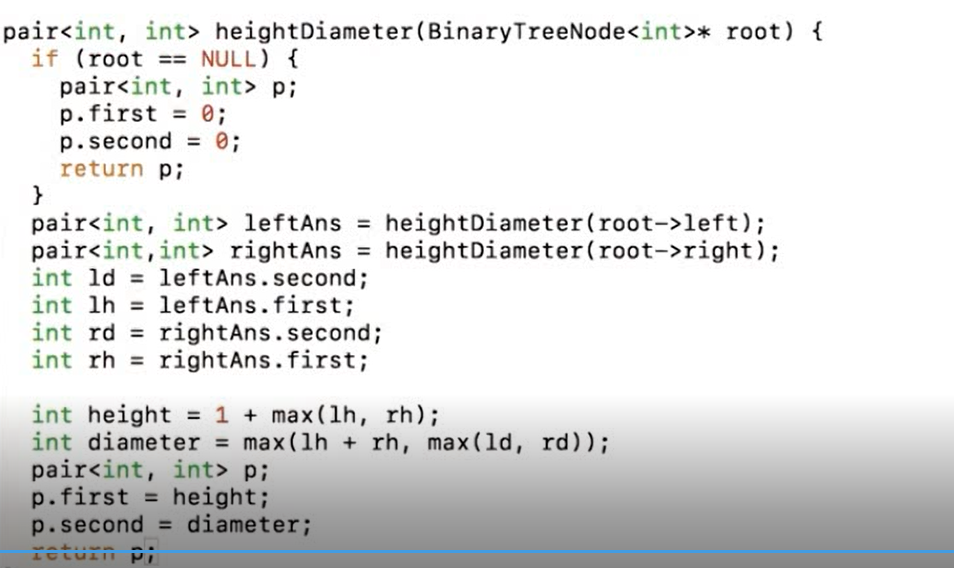 pair<int, int> heightDiameter(BinaryTreeNode<int>* root) {
if (root == NULL) {
pair<int, int> p;
p.first = 0;
p.second = 0;
return p;
}
pair<int, int> leftAns = heightDiameter(root->left);
pair<int,int> rightAns = heightDiameter(root->right);
int ld = leftAns.second;
int lh = leftAns.first;
int rd = rightAns.second;
int rh = rightAns.first;
int height = 1 + max(lh, rh);
int diameter = max(lh + rh, max(ld, rd));
pair<int, int> p;
p.first = height;
p.second = diameter;
return p;